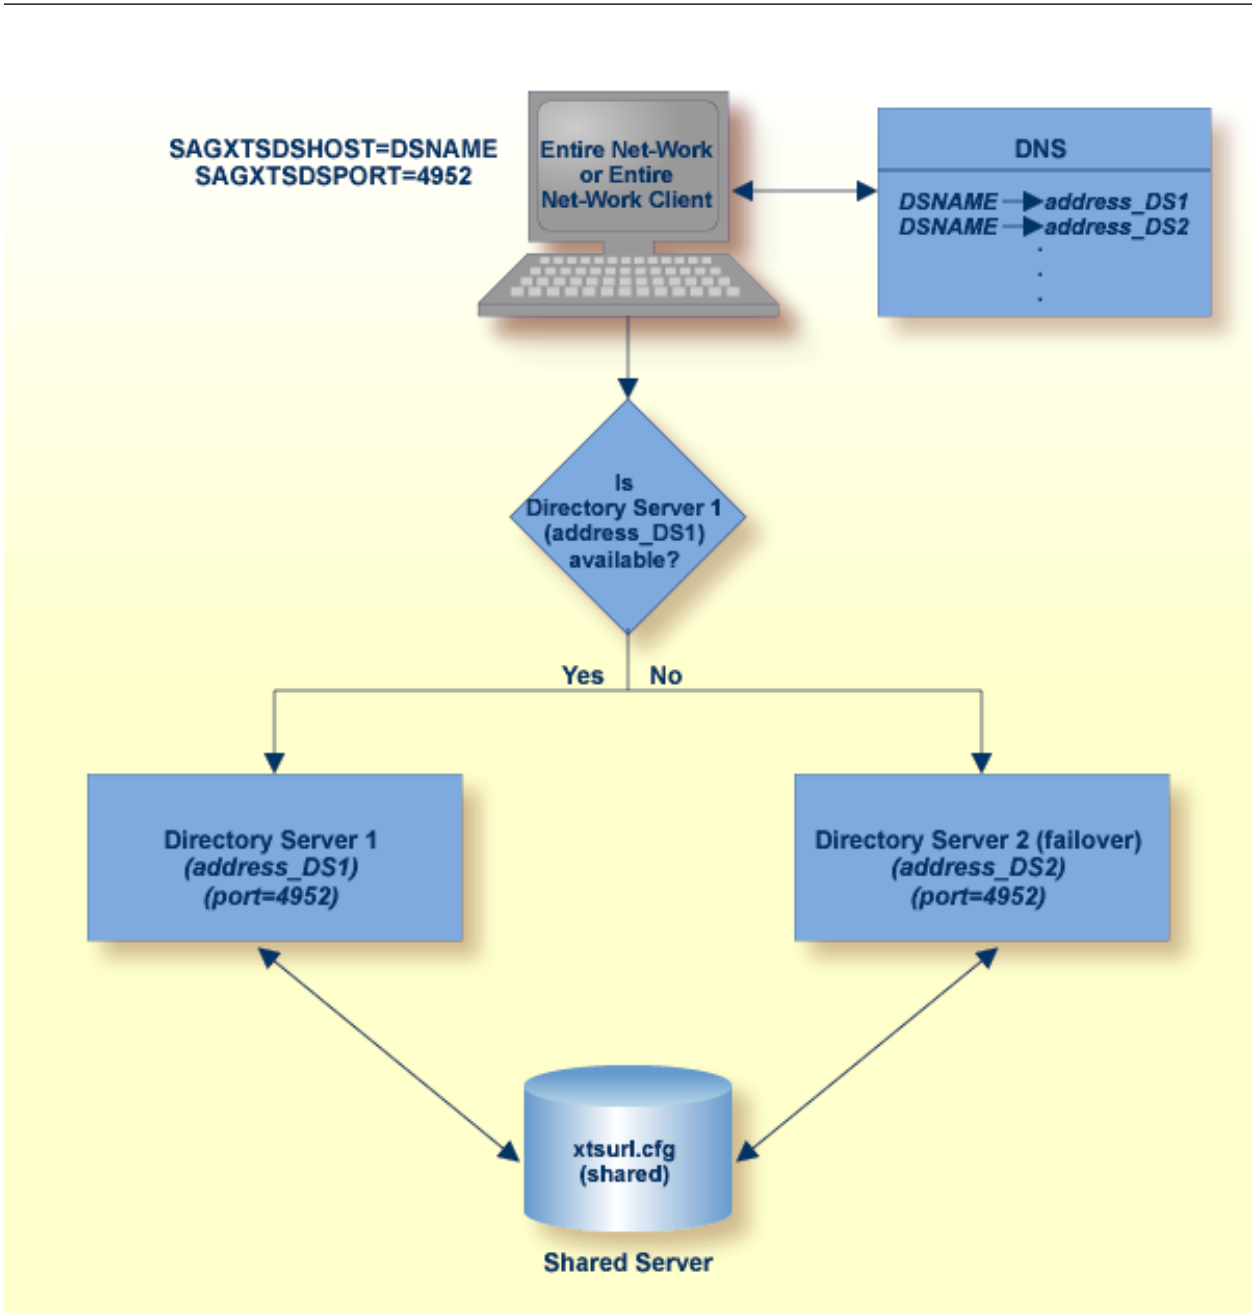 SAGXTSDSHOST=DSNAME
SAGXTSDSPORT=4952
Entire Net-Work
or Entire
Net-Work Client
DNS
DSNAME address_DS1
DSNAME address_DS2
.
.
.
Is
Directory Server 1
(address_DS1)
available?
Yes No
Directory Server 1
(address_DS1)
(port=4952)
Directory Server 2 (failover)
(address_DS2)
(port=4952)
xtsurl.cfg
(shared)
Shared Server